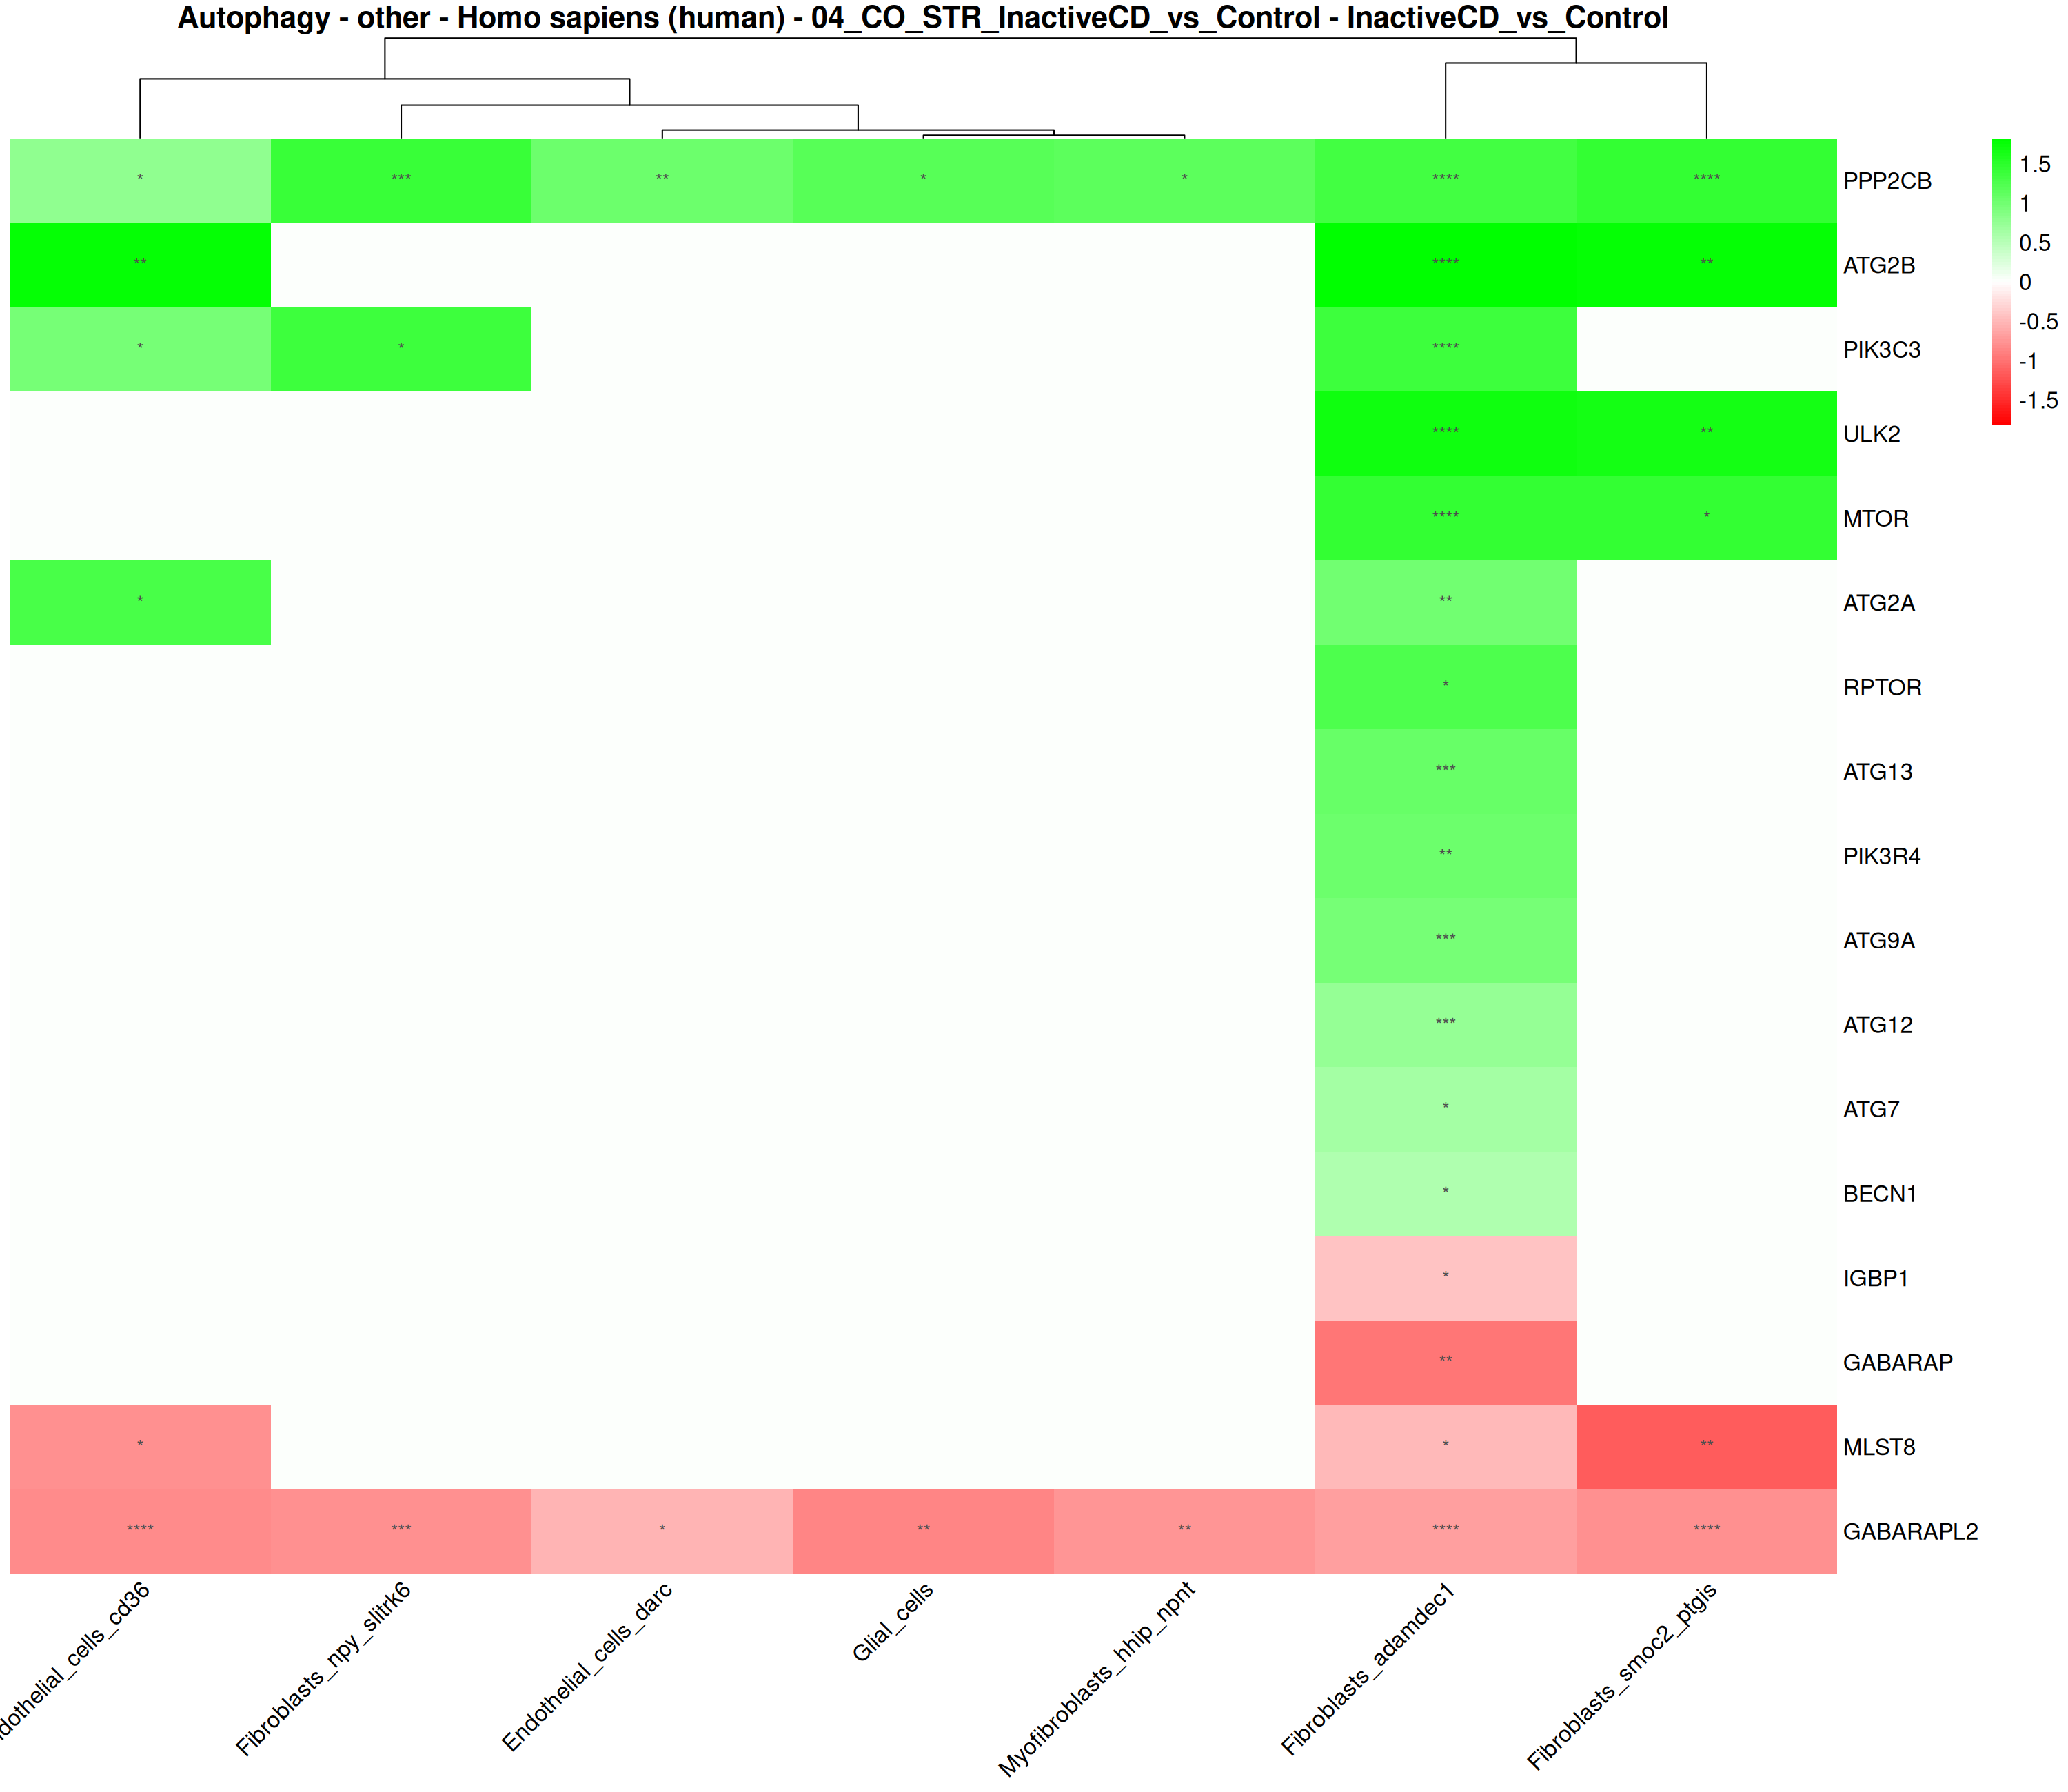 Autophagy - other - Homo sapiens (human) - 04_CO_STR_InactiveCD_vs_Control - InactiveCD_vs_Control
* *** ** * * **** **** PPP2CB
** **** ** ATG2B
* * **** PIK3C3
**** ** ULK2
**** * MTOR
* ** ATG2A
* RPTOR
*** ATG13
** PIK3R4
*** ATG9A
*** ATG12
* ATG7
* BECN1
* IGBP1
** GABARAP
* * ** MLST8
**** *** * ** ** **** **** GABARAPL2
1.5
1
0.5
0
-0.5
-1
-1.5
dothelial_cells_cd36
Fibroblasts_npy_slitrk6
Endothelial_cells_darc
Glial_cells
Myofibroblasts_hhip_npnt
Fibroblasts_adamdec1
Fibroblasts_smoc2_ptgis